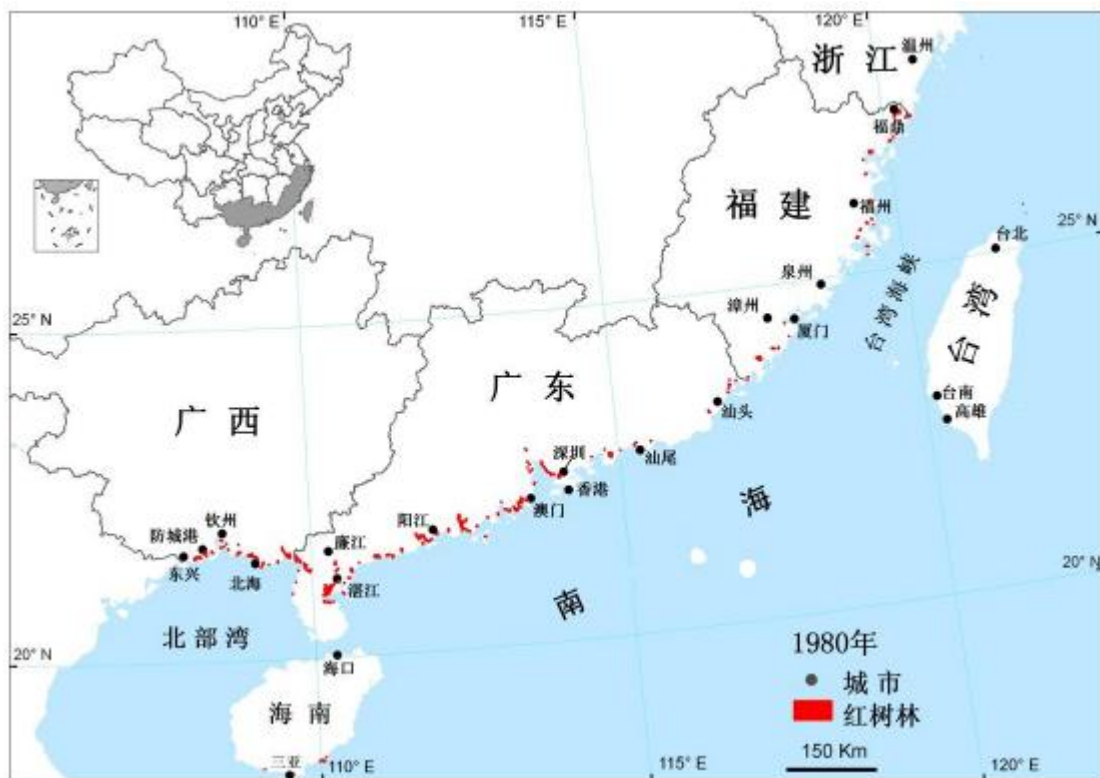 110° E
115° E
120° E
浙 江
温州
福鼎
福 建
福州
25° N
台北
泉州
台湾海峡
漳州
厦门
台 湾
25° N
广 东
台南
广 西
汕头
高雄
深圳
汕尾
香港
海
澳门
钦州
阳江
防城港
廉江
20° N
东兴
北海
湛江
南
北 部 湾
1980年
20° N
海口
城 市
海 南
红树林
150 Km
三亚
110° E
115° E
120° E